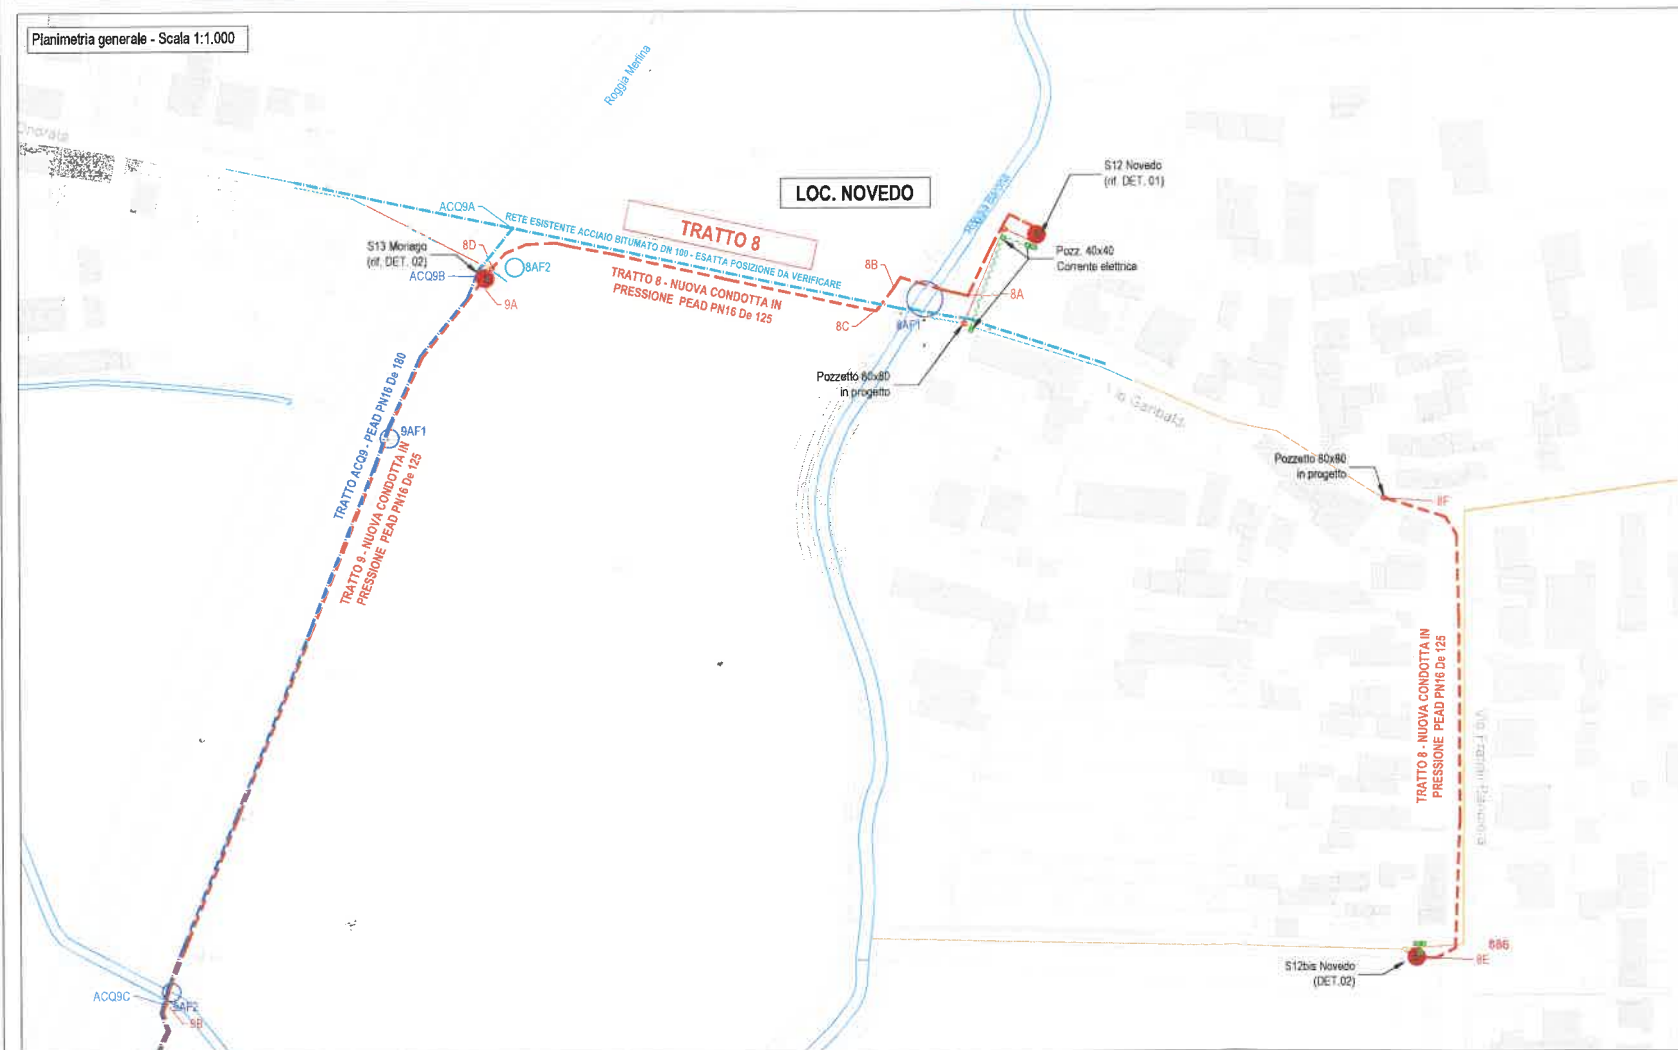 Planimetria generale - Scala 1:1.000
Roggia Merlina
LOC. NOVEDO
S12 Novedo
(rif. DET. 01)
ACQ9A
RETE ESISTENTE ACCIAIO BITUMATO DN 100 - ESATTA POSIZIONE DA VERIFICARE
TRATTO 8
S13 Moriago
(rif. DET. 02)
8D
ACQ9B
8AF2
9A
TRATTO 8 - NUOVA CONDOTTA IN
PRESSIONE PEAD PN16 De 125
8B
8A
8C
8AF1
Pozz. 40x40
Corrente elettrica
Pozzetto 80x80
in progetto
TRATTO ACQ9 - PEAD PN16 De 180
9AF1
TRATTO 9 - NUOVA CONDOTTA IN
PRESSIONE PEAD PN16 De 125
Pozzetto 80x80
in progetto
8F
TRATTO 8 - NUOVA CONDOTTA IN
PRESSIONE PEAD PN16 De 125
886
8E
S12bis Novedo
(DET.02)
ACQ9C
9AF2
9B